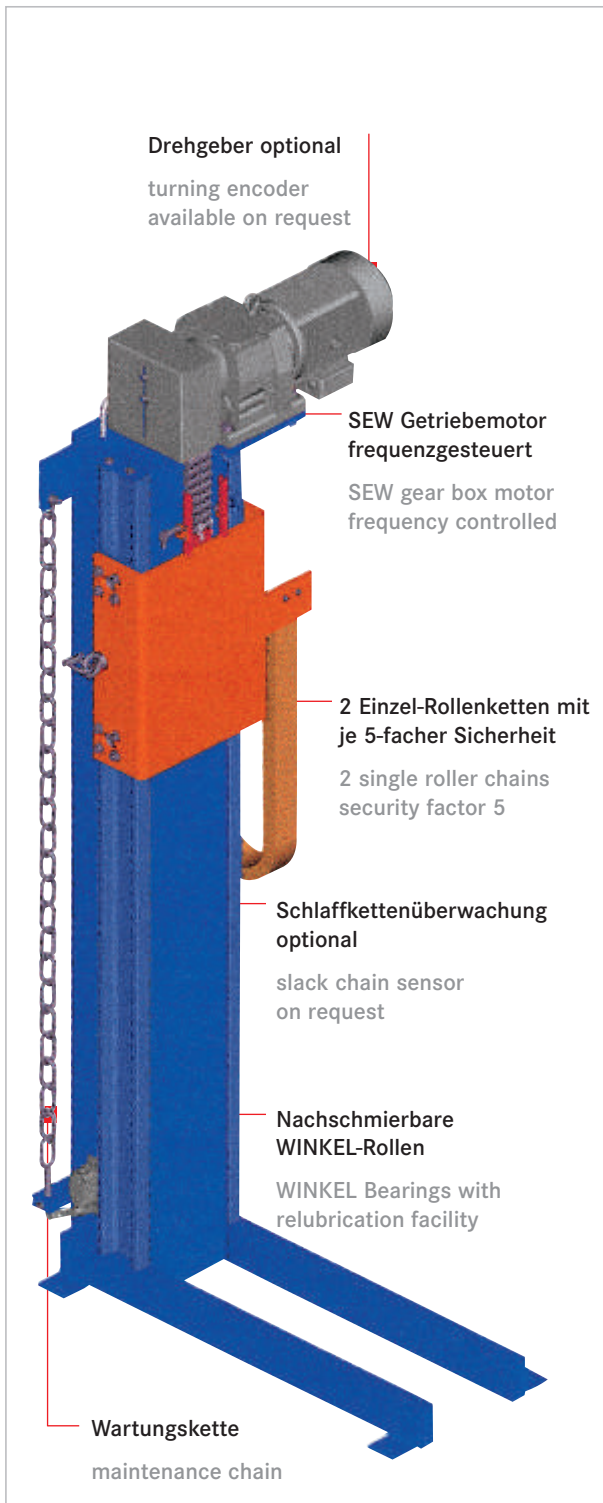 Drehgeber optional
turning encoder
available on request
SEW Getriebemotor
frequenzgesteuert
SEW gear box motor
frequency controlled
2 Einzel-Rollenketten mit
je 5-facher Sicherheit
2 single roller chains
security factor 5
Schlaffkettenüberwachung
optional
slack chain sensor
on request
Nachschmierbare
WINKEL-Rollen
WINKEL Bearings with
relubrication facility
Wartungskette
maintenance chain